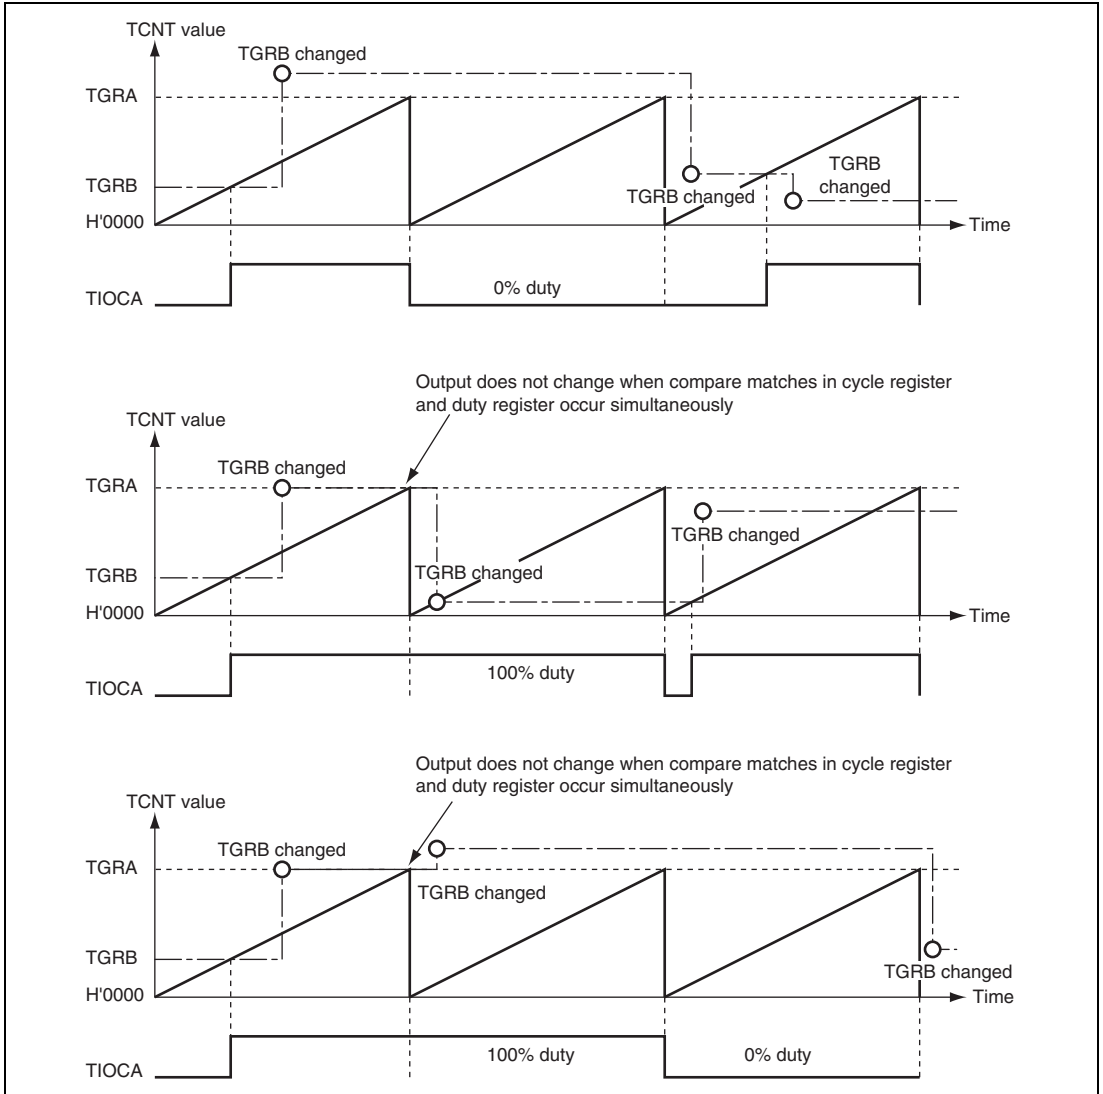 TCNT value
TGRB changed
TGRA
TGRB
changed
TGRB
TGRB changed
H'0000
Time
0% duty
TIOCA
Output does not change when compare matches in cycle register
and duty register occur simultaneously
TCNT value
TGRB changed
TGRA
TGRB changed
TGRB
TGRB changed
H'0000
Time
100% duty
TIOCA
Output does not change when compare matches in cycle register
and duty register occur simultaneously
TCNT value
TGRB changed
TGRA
TGRB changed
TGRB
TGRB changed
H'0000
Time
100% duty
0% duty
TIOCA